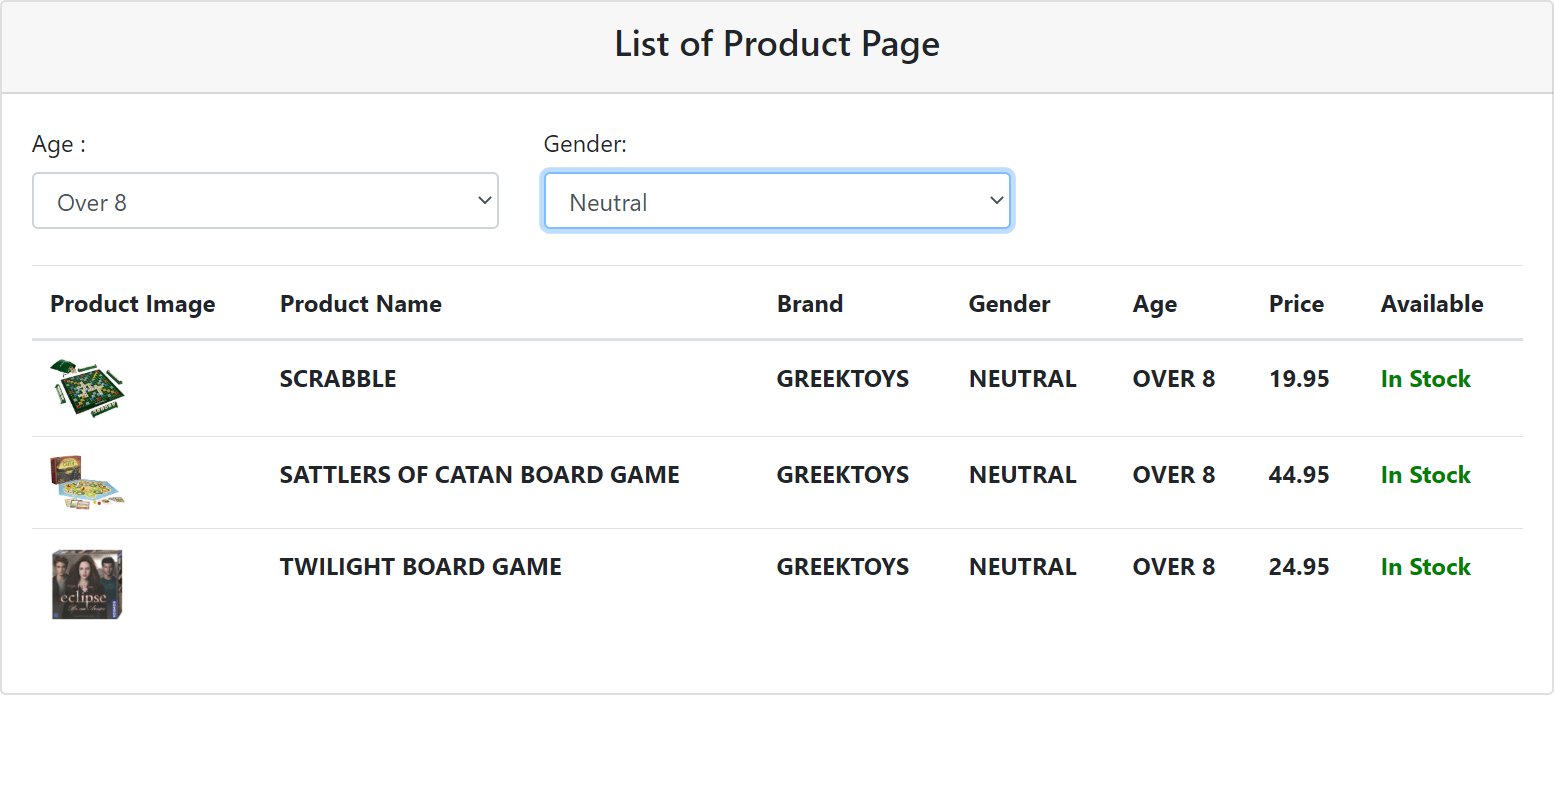 List of Product Page
Age : Gender:
Over 8 Neutral
Product Image Product Name Brand Gender Age Price Available
SCRABBLE GREEKTOYS NEUTRAL OVER 8 19.95 In Stock
SATTLERS OF CATAN BOARD GAME GREEKTOYS NEUTRAL OVER 8 44.95 In Stock
TWILIGHT BOARD GAME GREEKTOYS NEUTRAL OVER 8 24.95 In Stock
eclipse